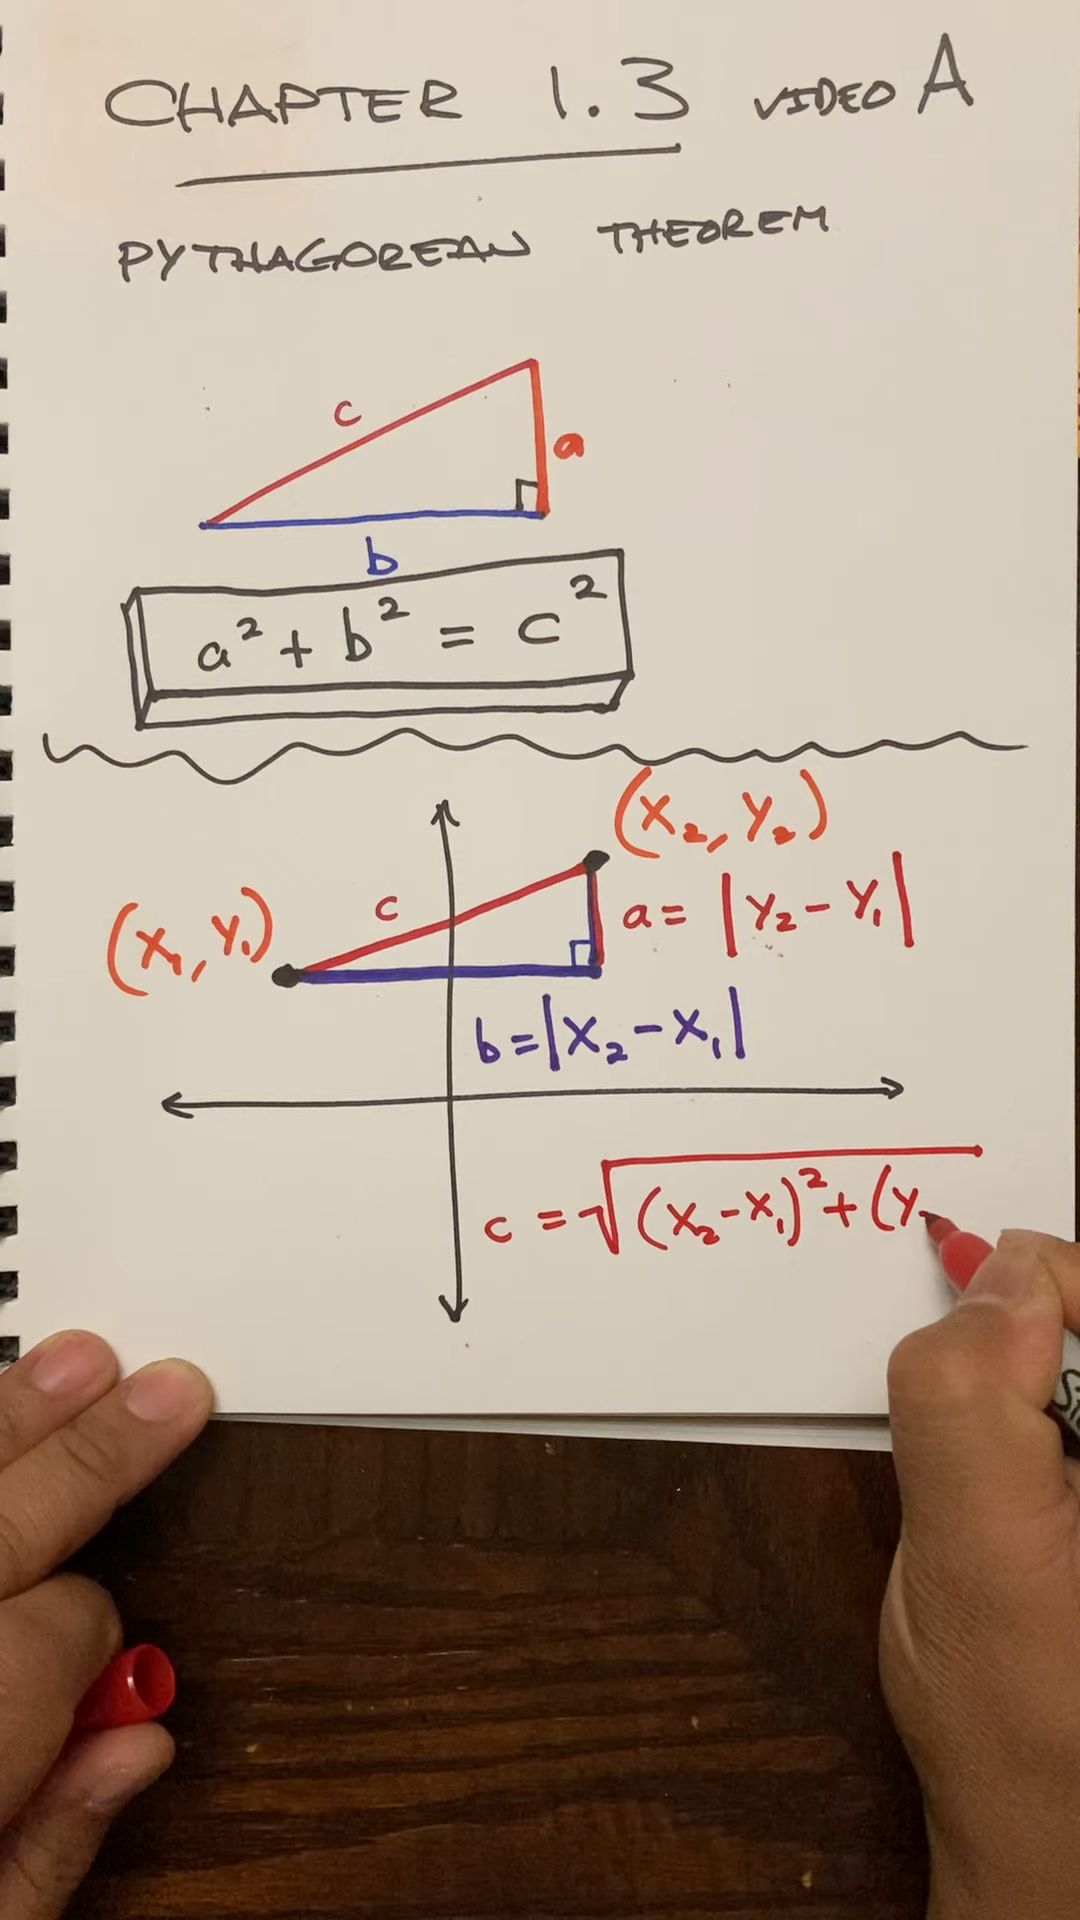 CHAPTER 1.3 VIDEO A
PYTHAGOREAN THEOREM
c
a
b
a² + b² = c²
(x₂, y₂)
(x₁, y₁)
c
a = |y₂ - y₁|
b = |x₂ - x₁|
c = √(x₂ - x₁)² + (y